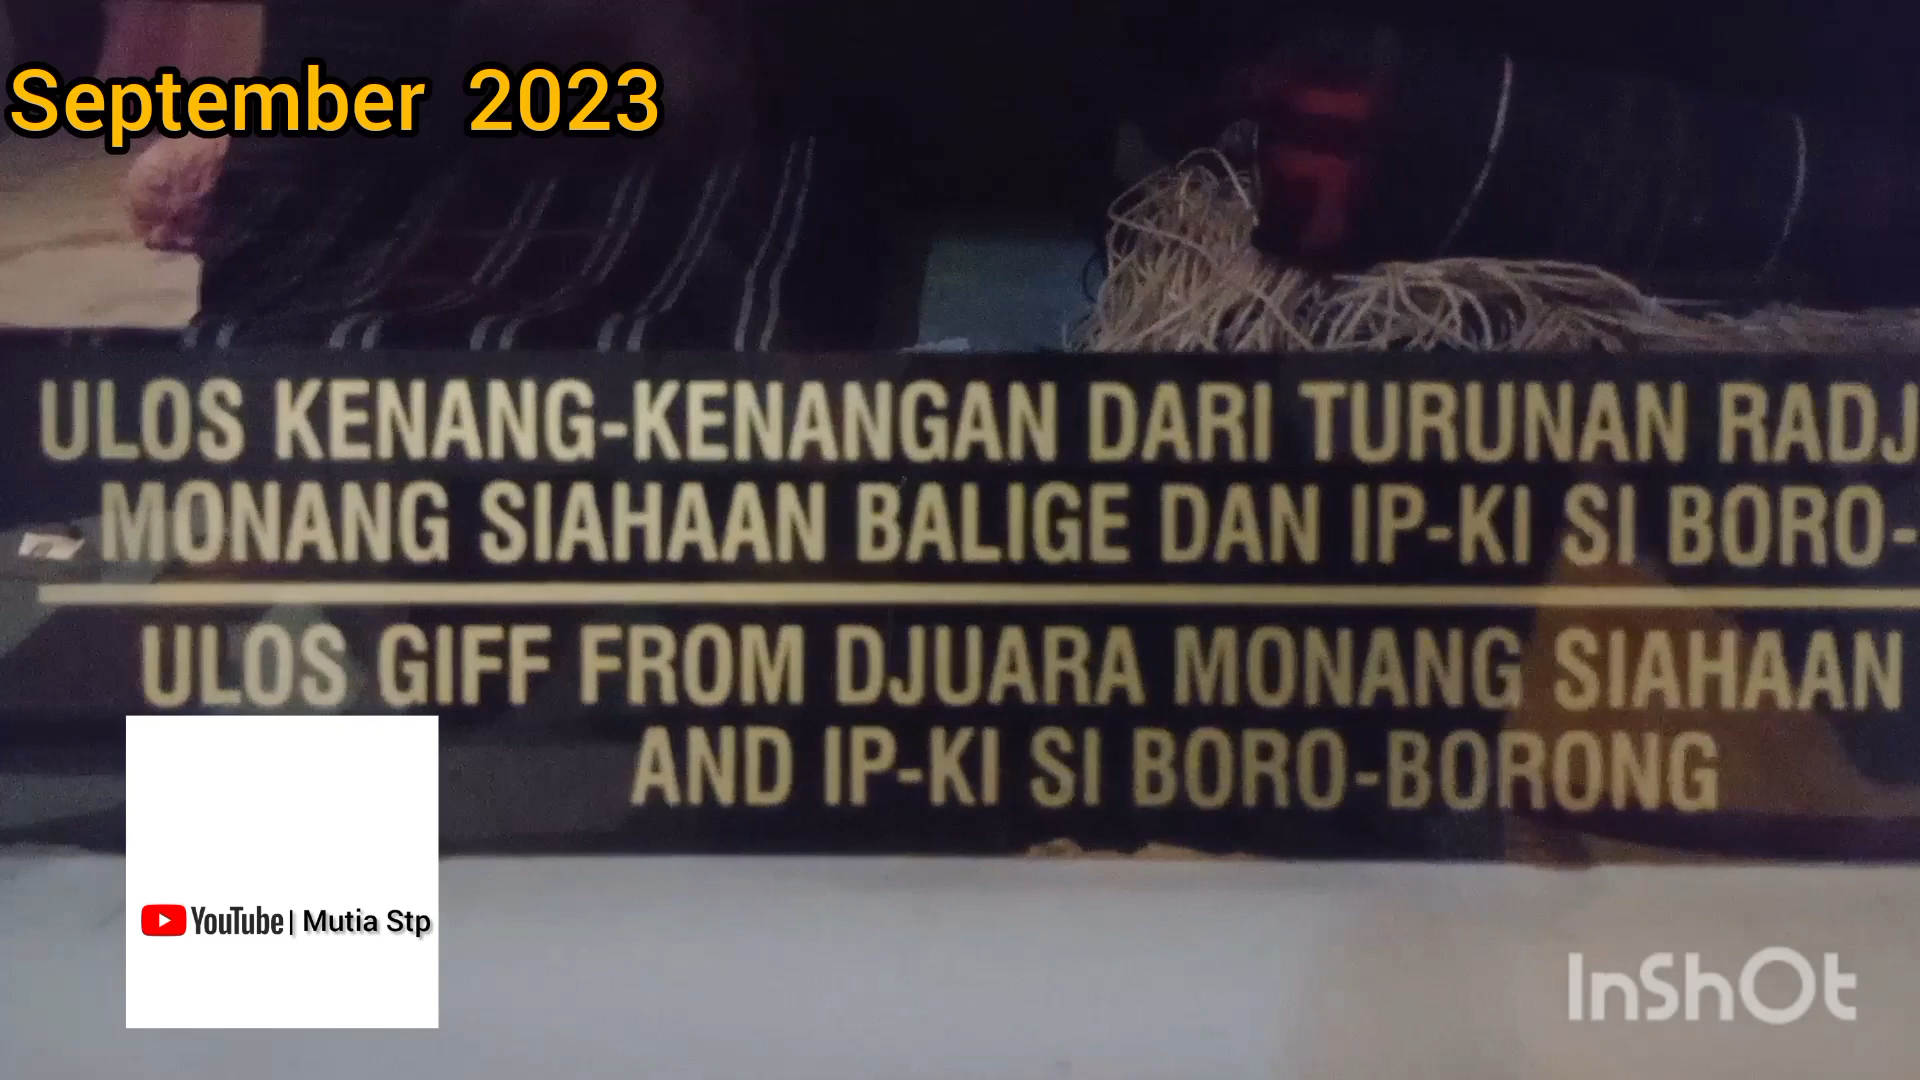 September 2023
ULOS KENANG-KENANGAN DARI TURUNAN RADJ
MONANG SIAHAAN BALIGE DAN IP-KI SI BORO-
ULOS GIFF FROM DJUARA MONANG SIAHAAN
AND IP-KI SI BORO-BORONG
YouTube | Mutia Stp
InShOt